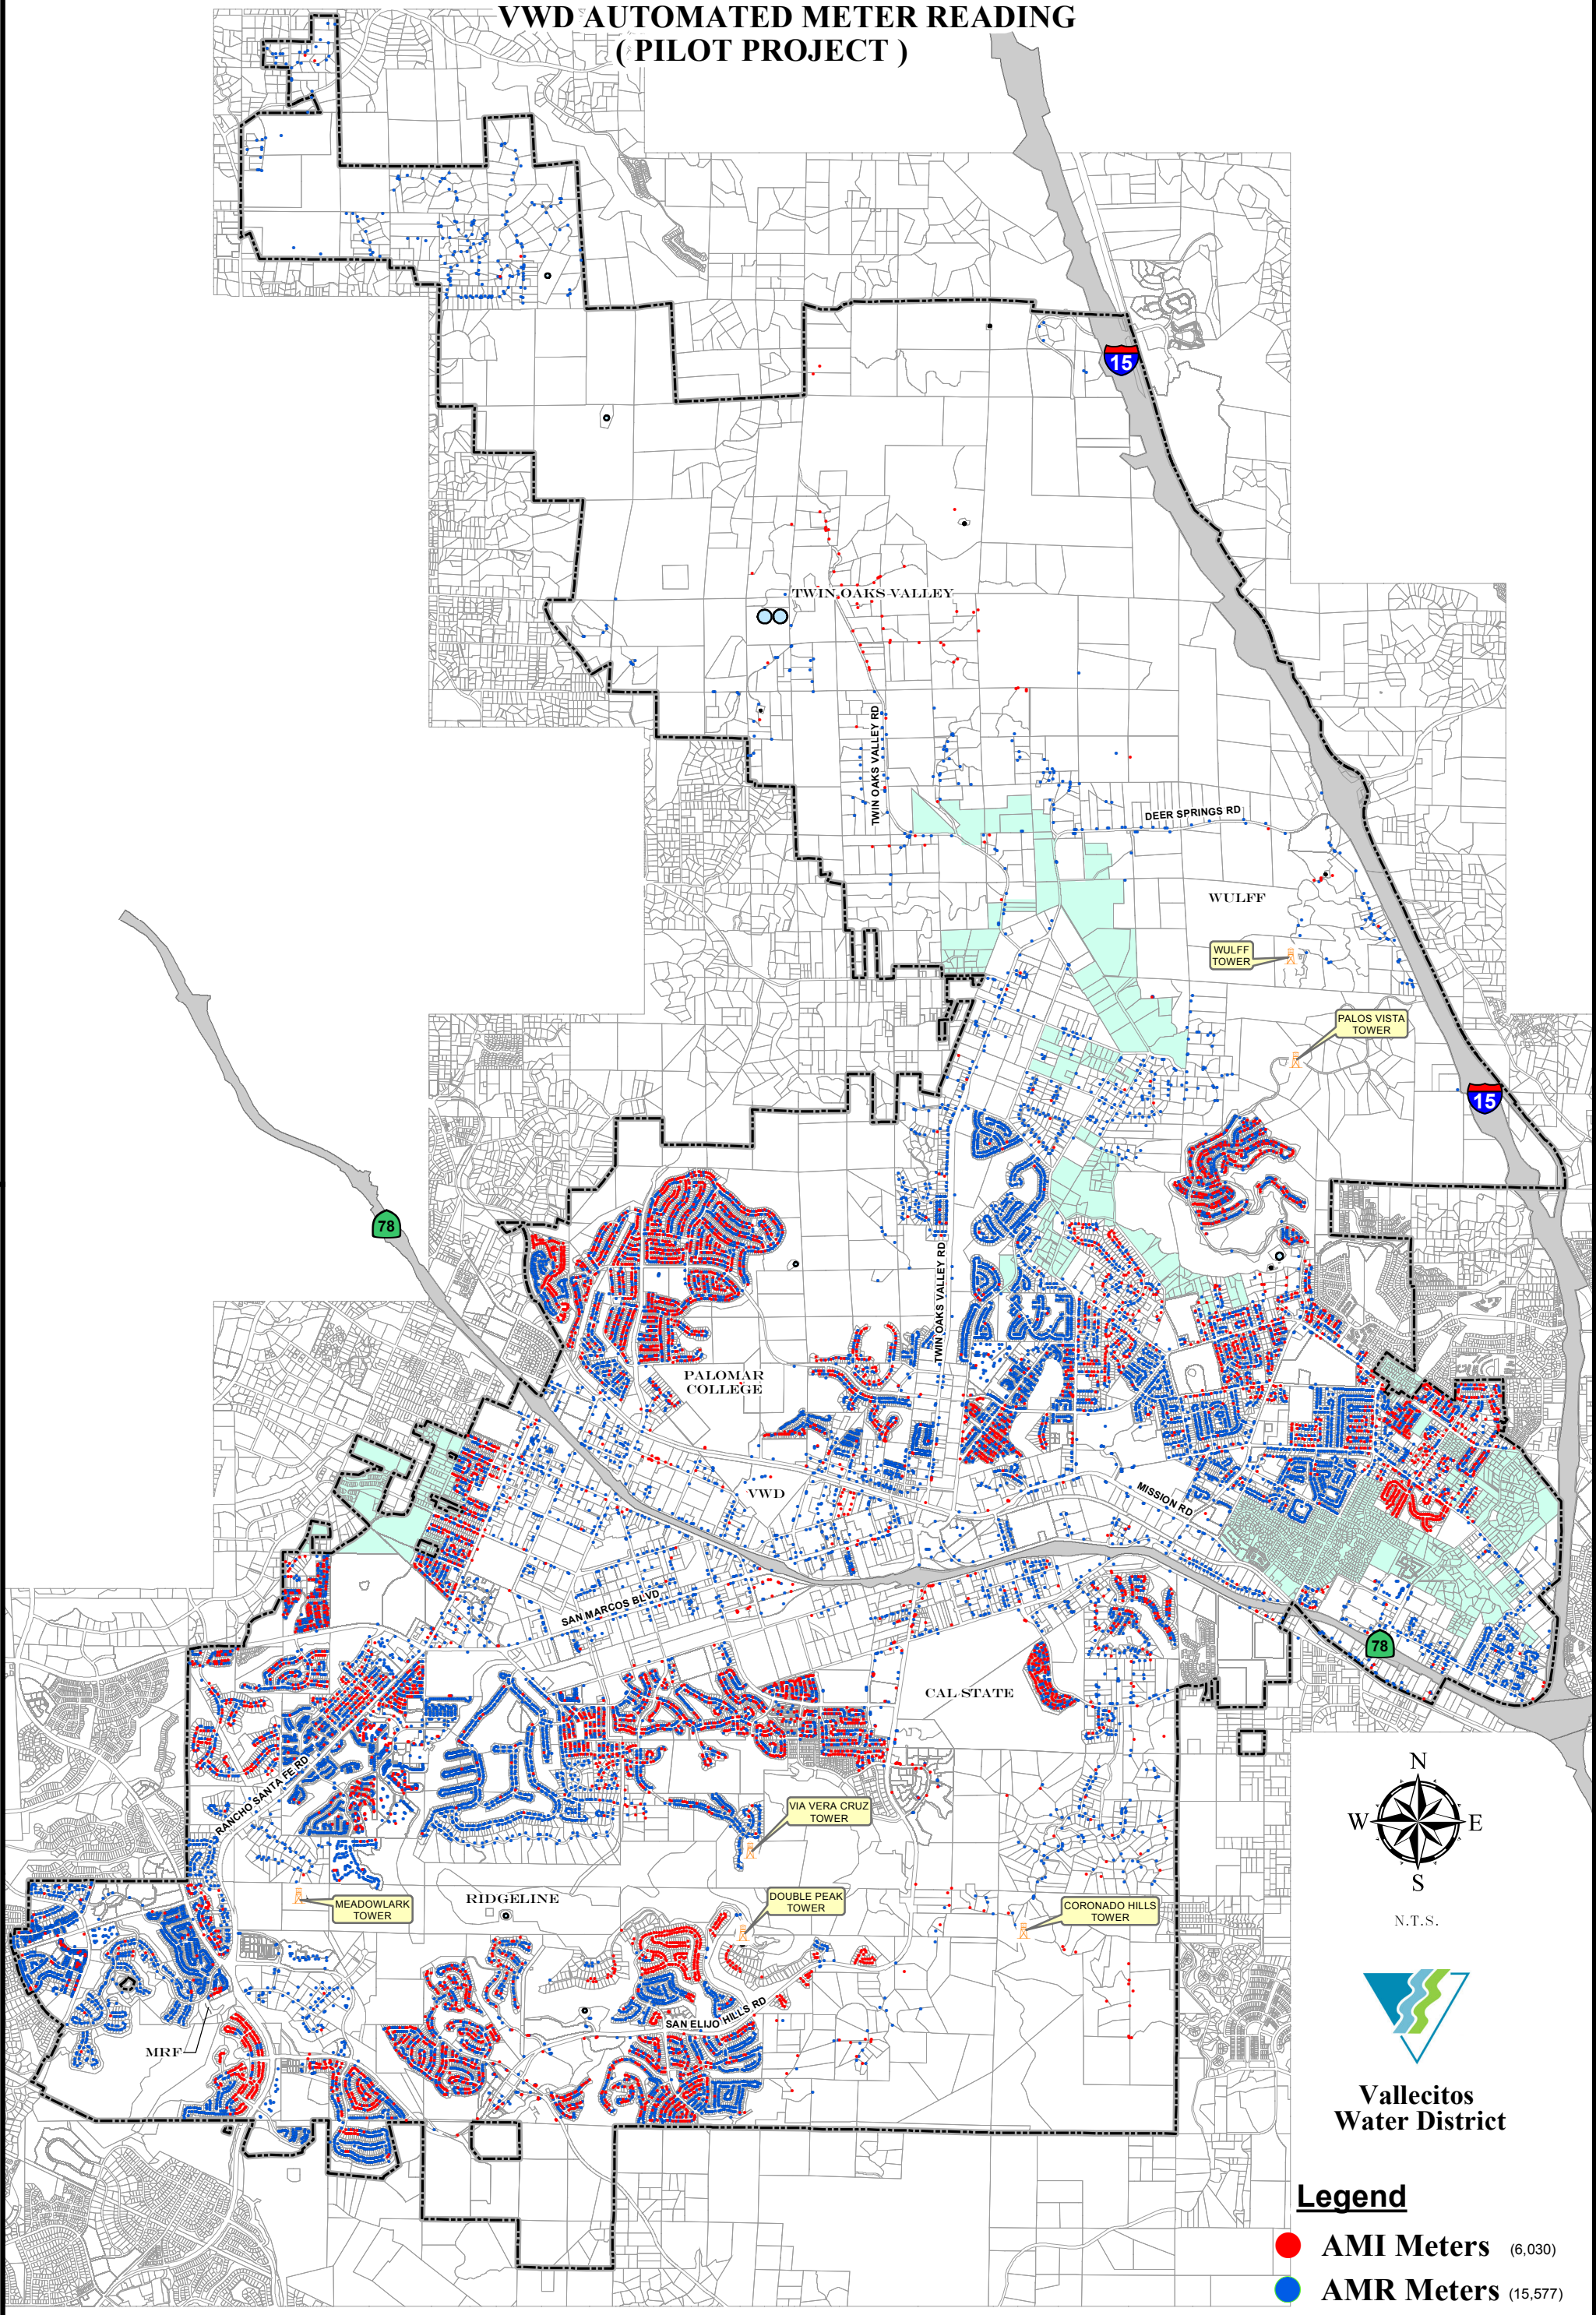 VWD AUTOMATED METER READING
( PILOT PROJECT )
15
TWIN OAKS VALLEY
TWIN OAKS VALLEY RD
DEER SPRINGS RD
WULFF
WULFF
TOWER
PALOS VISTA
TOWER
15
78
TWIN OAKS VALLEY RD
PALOMAR
COLLEGE
VWD
MISSION RD
SAN MARCOS BLVD
78
CAL STATE
RANCHO SANTA FE RD
VIA VERA CRUZ
TOWER
MEADOWLARK
TOWER
RIDGELINE
DOUBLE PEAK
TOWER
CORONADO HILLS
TOWER
SAN ELIJO HILLS RD
MRF
N
W
E
S
N.T.S.
Vallecitos
Water District
Legend
AMI Meters (6,030)
AMR Meters (15,577)